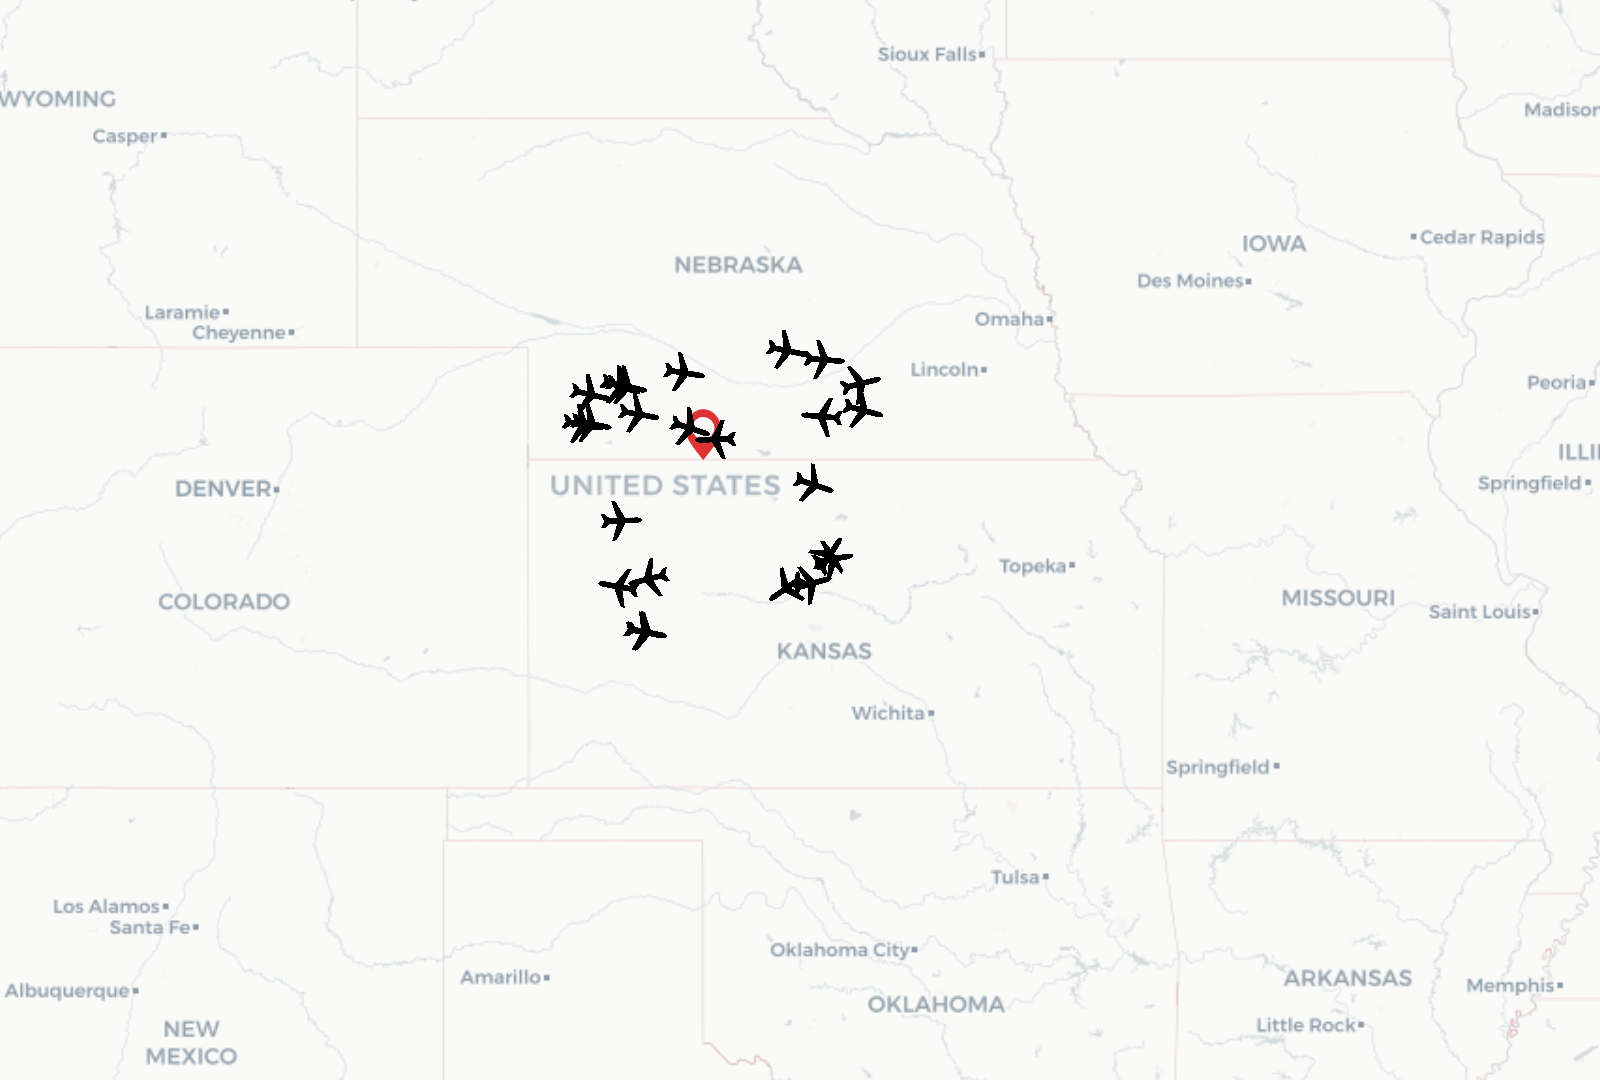 Sioux Falls
WYOMING
Madison
Casper
IOWA
Cedar Rapids
NEBRASKA
Des Moines
Laramie
Omaha
Cheyenne
Lincoln
Peoria
ILLI
UNITED STATES
Springfield
DENVER
Topeka
COLORADO
MISSOURI
Saint Louis
KANSAS
Wichita
Springfield
Tulsa
Los Alamos
Santa Fe
Oklahoma City
Amarillo
ARKANSAS
Memphis
Albuquerque
OKLAHOMA
Little Rock
NEW
MEXICO